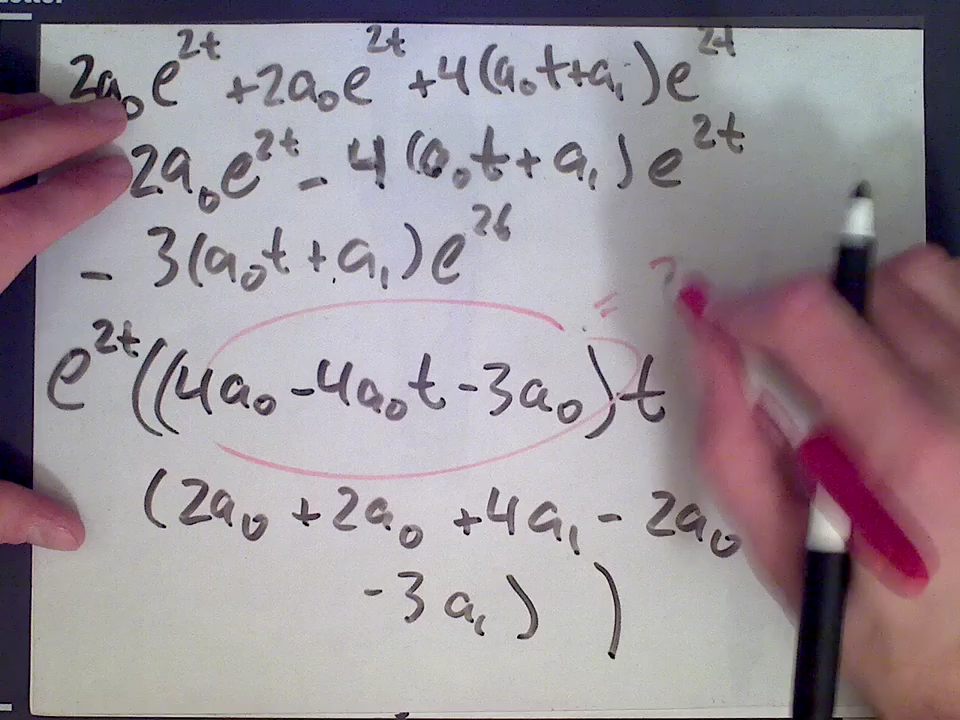 2a₀e^2t + 2a₀e^2t + 4(a₀t+a₁)e^2t
2a₀e^2t - 4(a₀t + a₁)e^2t
- 3(a₀t + a₁)e^2t
e^2t((4a₀ - 4a₀t - 3a₀)t
(2a₀ + 2a₀ + 4a₁ - 2a₀
- 3a₁))
=